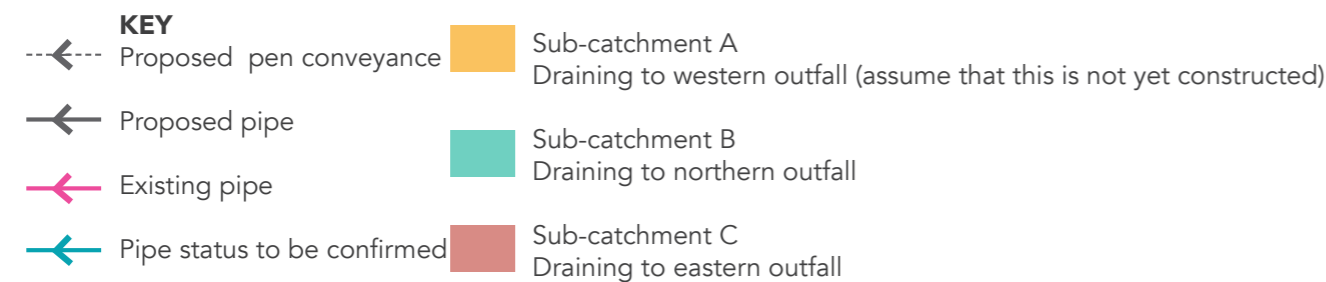 KEY
Proposed pen conveyance
Proposed pipe
Existing pipe
Pipe status to be confirmed
Sub-catchment A
Draining to western outfall (assume that this is not yet constructed)
Sub-catchment B
Draining to northern outfall
Sub-catchment C
Draining to eastern outfall